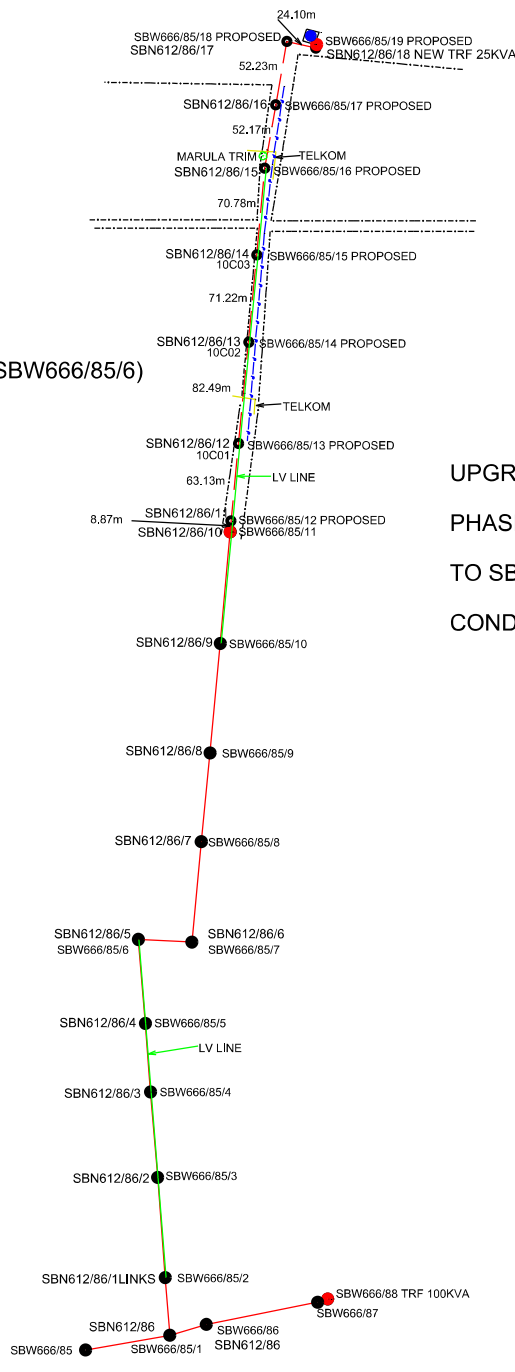 24.10m
SBW666/85/18 PROPOSED
SBN612/86/17
SBW666/85/19 PROPOSED
SBN612/86/18 NEW TRF 25KVA
52.23m
SBN612/86/16
SBW666/85/17 PROPOSED
52.17m
MARULA TRIM
TELKOM
SBN612/86/15
SBW666/85/16 PROPOSED
70.78m
SBN612/86/14
10C03
SBW666/85/15 PROPOSED
71.22m
SBN612/86/13
10C02
SBW666/85/14 PROPOSED
SBW666/85/6)
82.49m
TELKOM
SBN612/86/12
10C01
SBW666/85/13 PROPOSED
63.13m
LV LINE
UPGR
SBN612/86/1
8.87m
SBW666/85/12 PROPOSED
SBN612/86/10
SBW666/85/11
PHAS
TO SB
COND
SBN612/86/9
SBW666/85/10
SBN612/86/8
SBW666/85/9
SBN612/86/7
SBW666/85/8
SBN612/86/5
SBW666/85/6
SBN612/86/6
SBW666/85/7
SBN612/86/4
SBW666/85/5
LV LINE
SBN612/86/3
SBW666/85/4
SBN612/86/2
SBW666/85/3
SBN612/86/1LINKS
SBW666/85/2
SBW666/88 TRF 100KVA
SBW666/87
SBN612/86
SBW666/86
SBN612/86
SBW666/85/1
SBW666/85